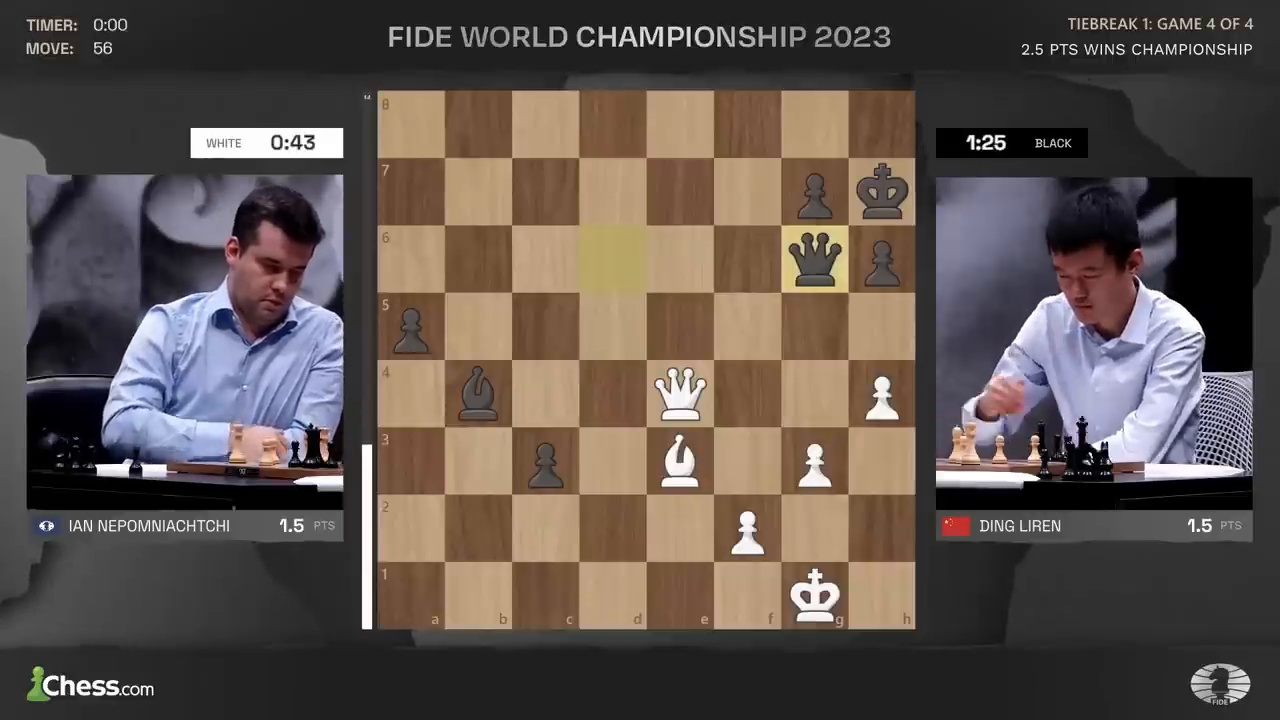 TIMER: 0:00
MOVE: 56
FIDE WORLD CHAMPIONSHIP 2023
TIEBREAK 1: GAME 4 OF 4
2.5 PTS WINS CHAMPIONSHIP
WHITE 0:43
1:25 BLACK
8
7
6
5
4
3
2
1
a b c d e f g h
IAN NEPOMNIACHTCHI 1.5 PTS
DING LIREN 1.5 PTS
Chess.com
FIDE